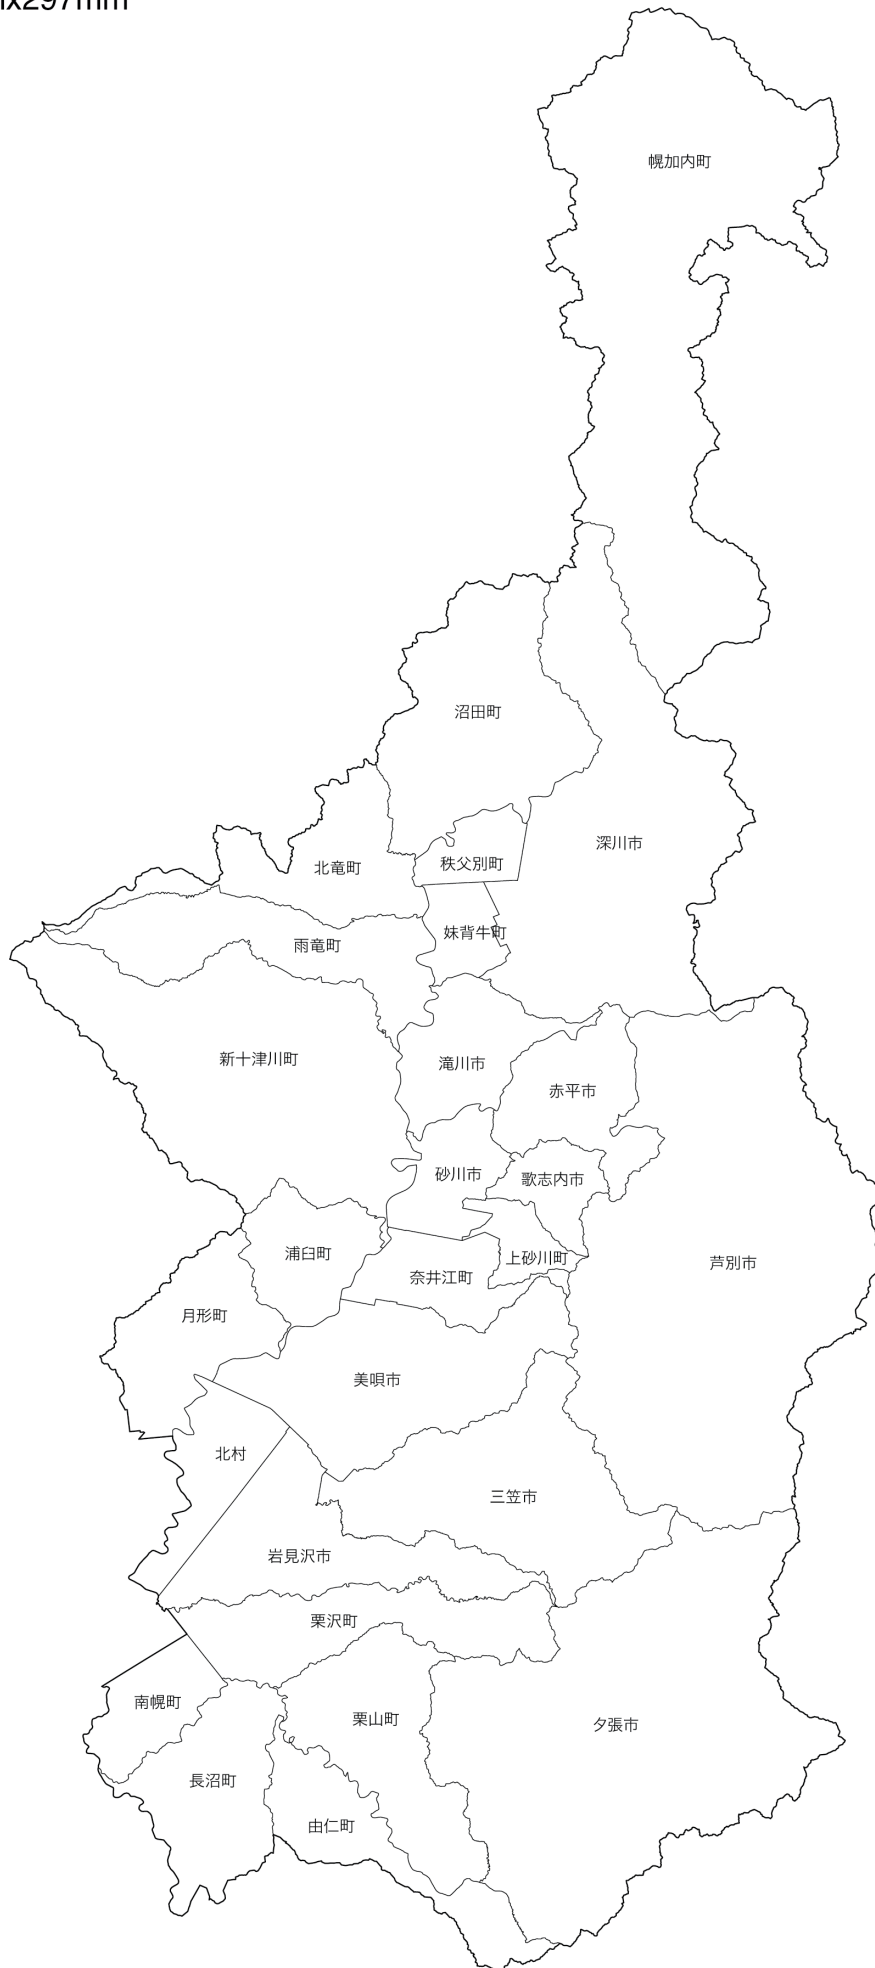 x297mm
幌加内町
沼田町
深川市
秩父別町
北竜町
妹背牛町
雨竜町
新十津川町
滝川市
赤平市
砂川市
歌志内市
浦臼町
上砂川町
芦別市
奈井江町
月形町
美唄市
北村
三笠市
岩見沢市
栗沢町
南幌町
栗山町
夕張市
長沼町
由仁町